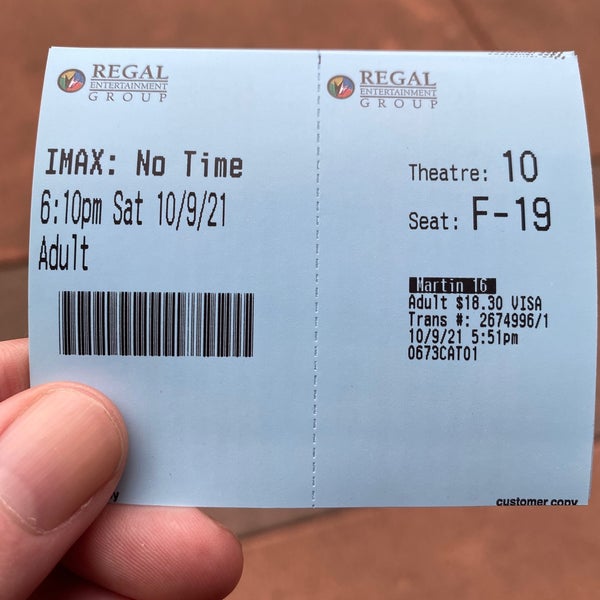 REGAL
ENTERTAINMENT
GROUP
IMAX: No Time
6:10pm Sat 10/9/21
Adult
REGAL
ENTERTAINMENT
GROUP
Theatre: 10
Seat: F-19
Martin 16
Adult $18.30 VISA
Trans #: 2674996/1
10/9/21 5:51pm
0673CAT01
customer copy